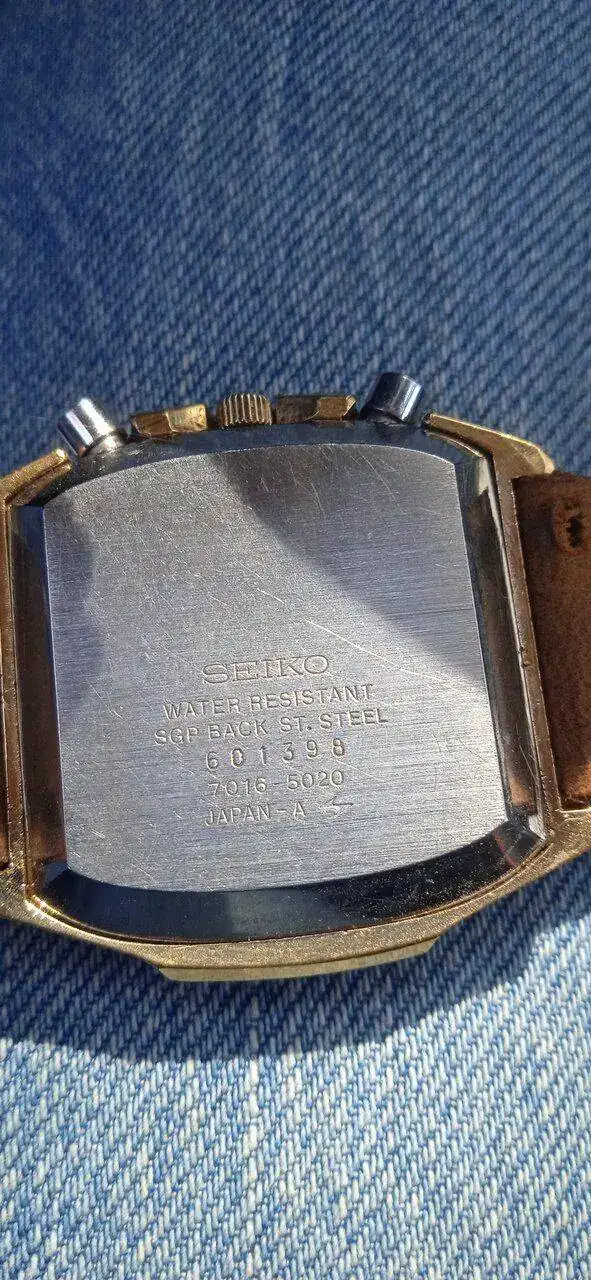 SEIKO
WATER RESISTANT
SGP BACK ST. STEEL
601398
7016-5020
JAPAN-A